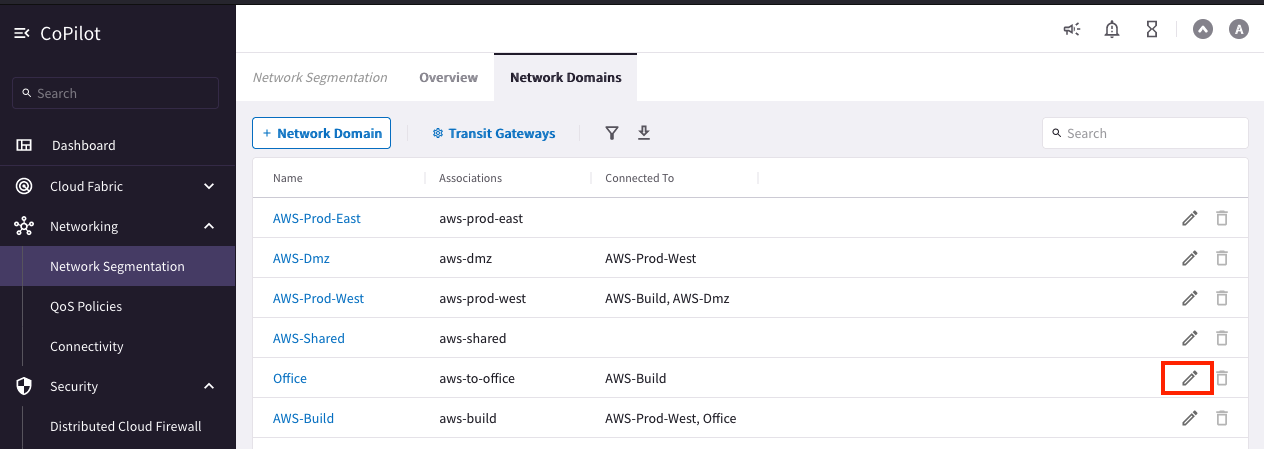 CoPilot
Search
Dashboard
Cloud Fabric
Networking
Network Segmentation
QoS Policies
Connectivity
Security
Distributed Cloud Firewall
A
Network Segmentation Overview Network Domains
+ Network Domain Transit Gateways Search
Name Associations Connected To
AWS-Prod-East aws-prod-east
AWS-Dmz aws-dmz AWS-Prod-West
AWS-Prod-West aws-prod-west AWS-Build, AWS-Dmz
AWS-Shared aws-shared
Office aws-to-office AWS-Build
AWS-Build aws-build AWS-Prod-West, Office